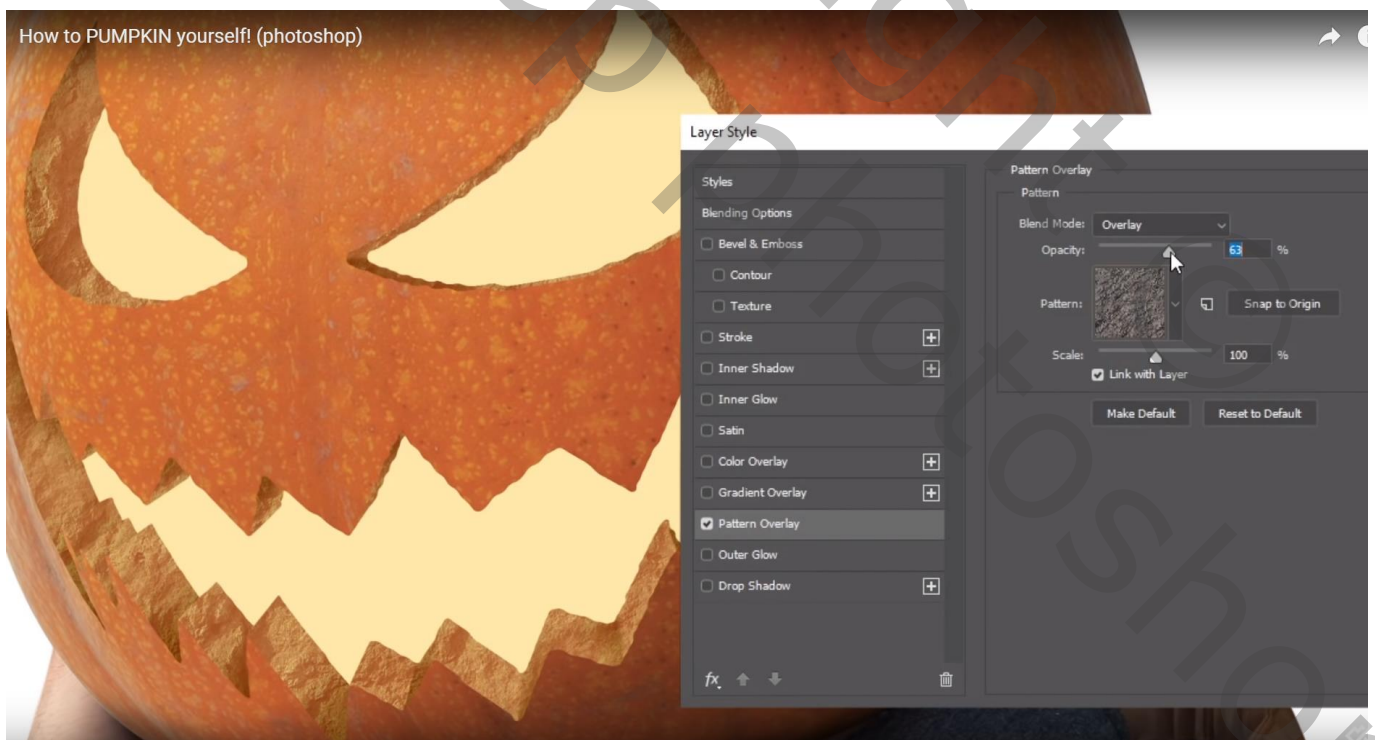 How to PUMPKIN yourself! (photoshop)
Layer Style
Styles
Blending Options
Bevel & Emboss
Contour
Texture
Stroke
Inner Shadow
Inner Glow
Satin
Color Overlay
Gradient Overlay
Pattern Overlay
Outer Glow
Drop Shadow
fx
Pattern Overlay
Pattern
Blend Mode: Overlay
Opacity: 63 %
Pattern: Snap to Origin
Scale: 100 %
Link with Layer
Make Default Reset to Default